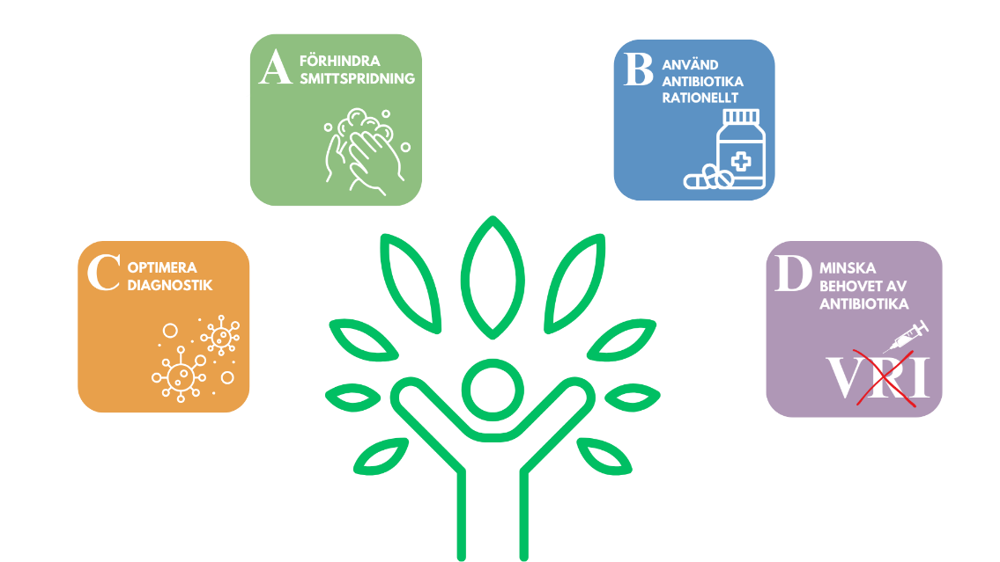 A FÖRHINDRA
SMITTSPRIDNING
B ANVÄND
ANTIBIOTIKA
RATIONELLT
C OPTIMERA
DIAGNOSTIK
D MINSKA
BEHOVET AV
ANTIBIOTIKA
VRI